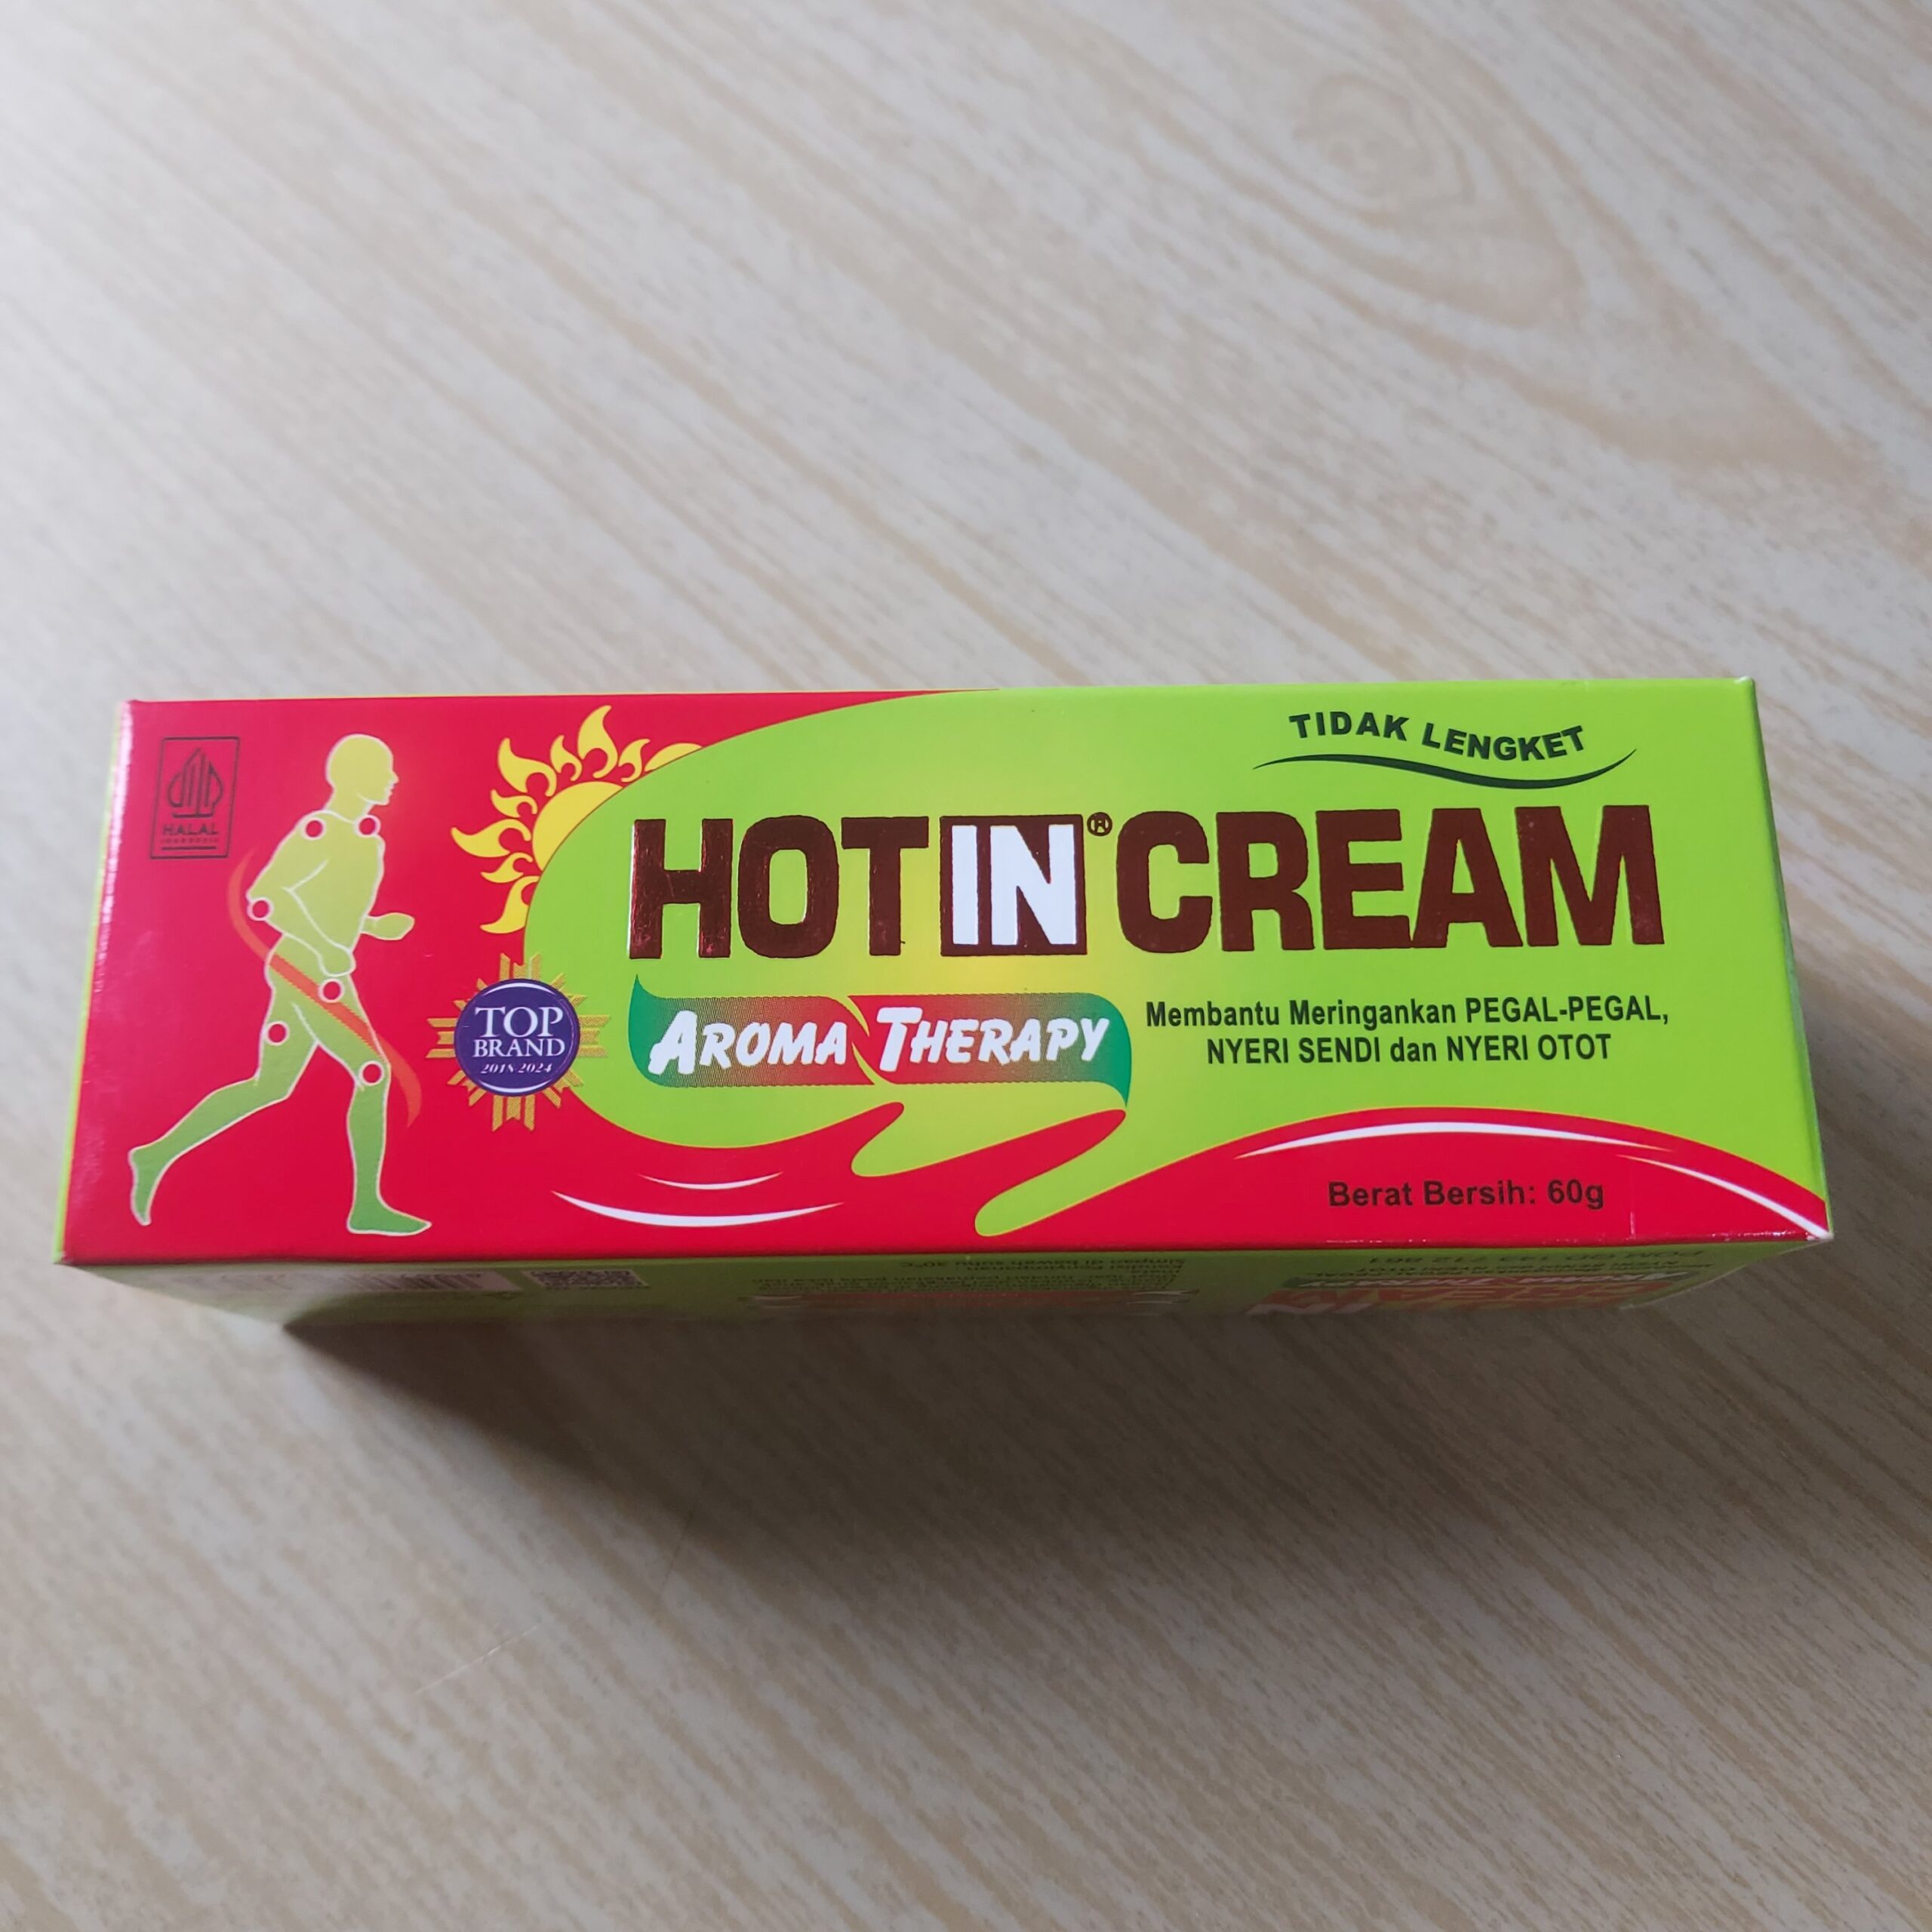 HALAL
INDONESIA
TIDAK LENGKET
HOT IN® CREAM
AROMA THERAPY
TOP
BRAND
2018-2024
Membantu Meringankan PEGAL-PEGAL,
NYERI SENDI dan NYERI OTOT
Berat Bersih: 60g